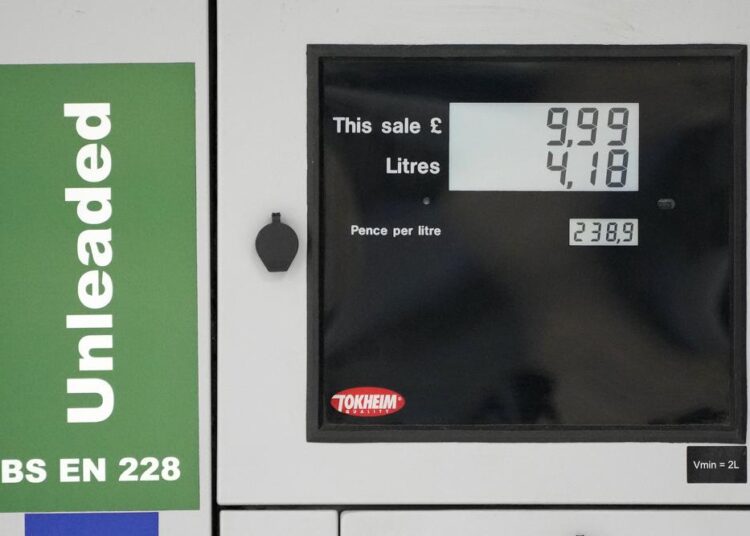 Unleaded
BS EN 228
This sale £ 9,99
Litres 4,18
Pence per litre 238,9
TOKHEIM
QUALITY
Vmin = 2L